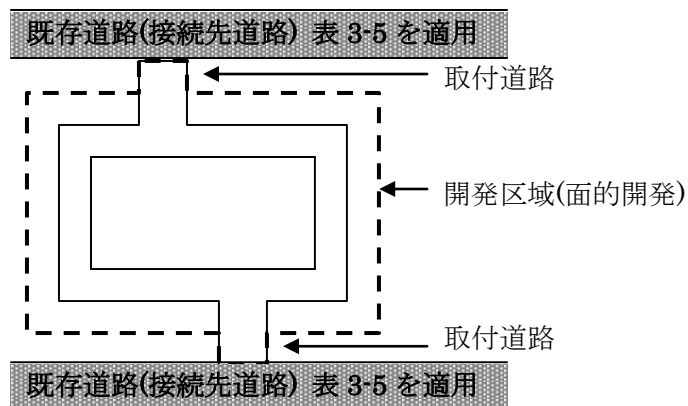 既存道路(接続先道路) 表 3-5 を適用
取付道路
開発区域(面的開発)
取付道路
既存道路(接続先道路) 表 3-5 を適用